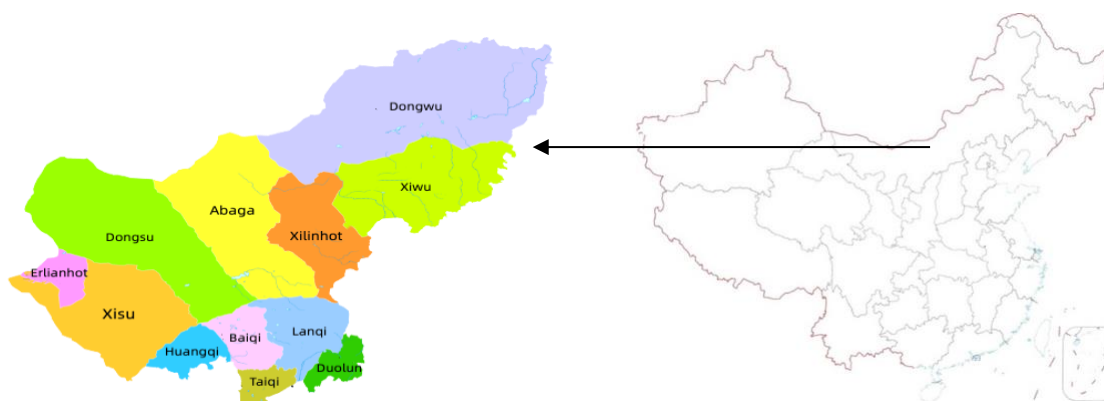 Dongwu
Xiwu
Abaga
Xilinhot
Dongsu
Erlianhot
Xisu
Lanqi
Baiqi
Huangqi
Duolun
Taiqi